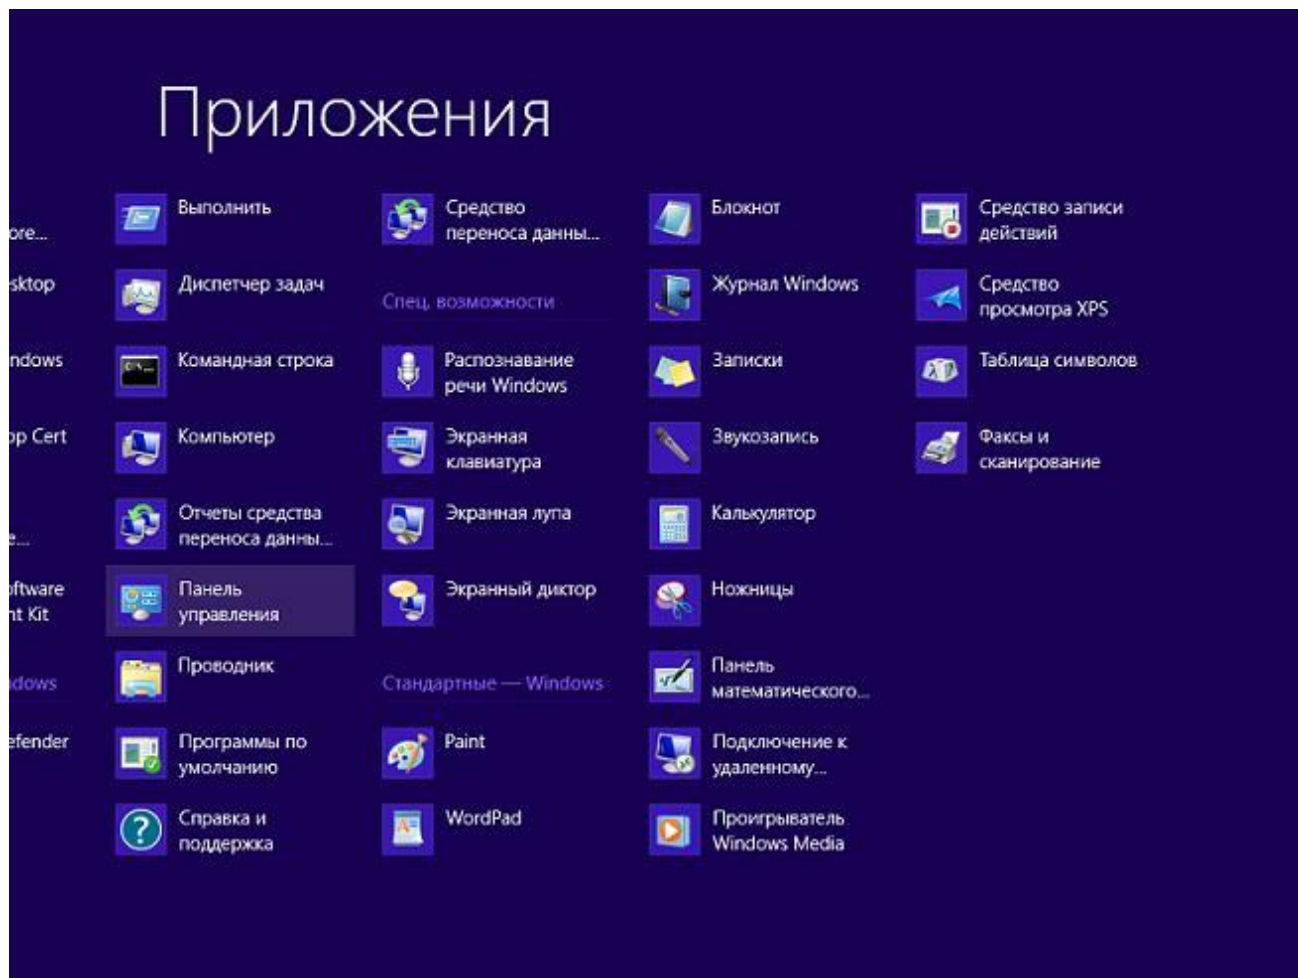 Приложения
ore...
sktop
ndows
op Cert
e...
oftware
nt Kit
dows
efender
Выполнить
Диспетчер задач
Командная строка
Компьютер
Отчеты средства
переноса данны...
Панель
управления
Проводник
Программы по
умолчанию
Справка и
поддержка
Средство
переноса данны...
Спец. возможности
Распознавание
речи Windows
Экранная
клавиатура
Экранная лупа
Экранный диктор
Стандартные — Windows
Paint
WordPad
Блокнот
Журнал Windows
Записки
Звукозапись
Калькулятор
Ножницы
Панель
математического...
Подключение к
удаленному...
Проигрыватель
Windows Media
Средство записи
действий
Средство
просмотра XPS
Таблица символов
Факсы и
сканирование